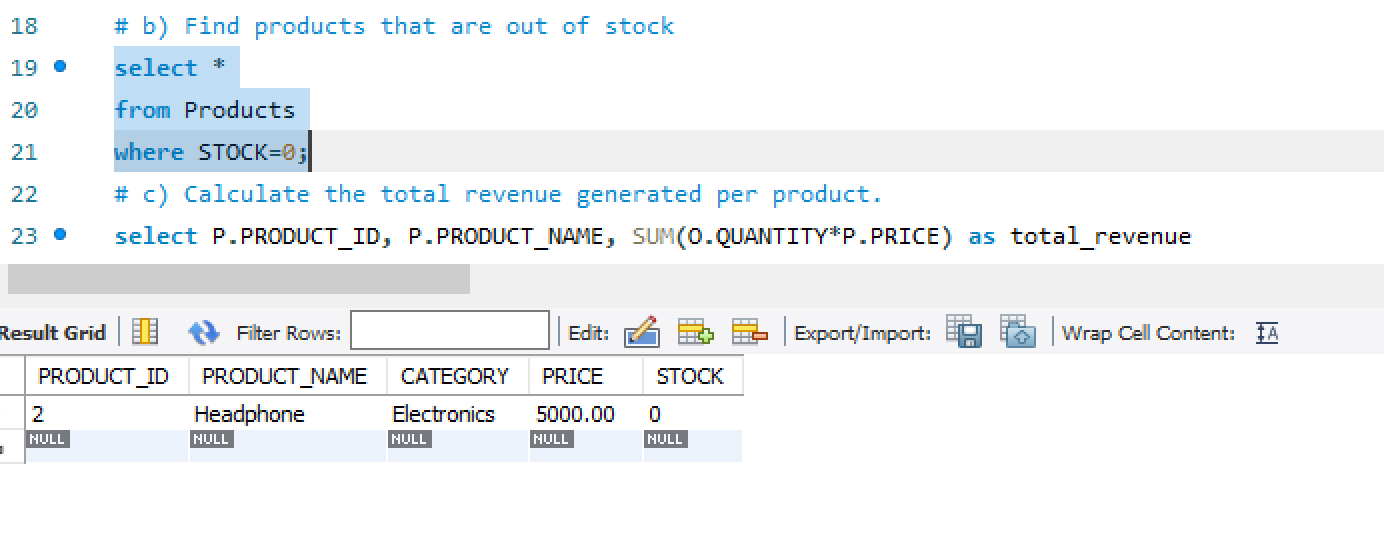 18 # b) Find products that are out of stock
19 select *
20 from Products
21 where STOCK=0;
22 # c) Calculate the total revenue generated per product.
23 select P.PRODUCT_ID, P.PRODUCT_NAME, SUM(O.QUANTITY*P.PRICE) as total_revenue
Result Grid Filter Rows: Edit: Export/Import: Wrap Cell Content:
PRODUCT_ID PRODUCT_NAME CATEGORY PRICE STOCK
2 Headphone Electronics 5000.00 0
NULL NULL NULL NULL NULL